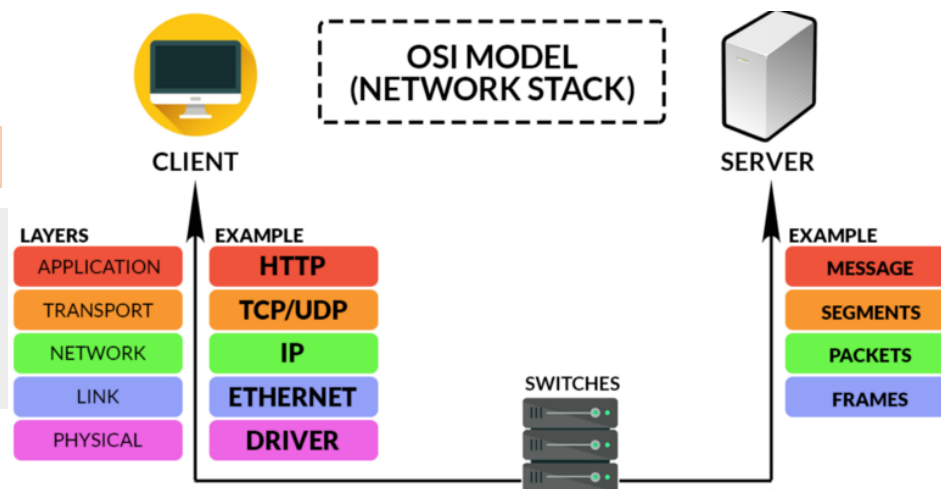 OSI MODEL
(NETWORK STACK)
CLIENT
SERVER
LAYERS
APPLICATION
TRANSPORT
NETWORK
LINK
PHYSICAL
EXAMPLE
HTTP
TCP/UDP
IP
ETHERNET
DRIVER
SWITCHES
EXAMPLE
MESSAGE
SEGMENTS
PACKETS
FRAMES